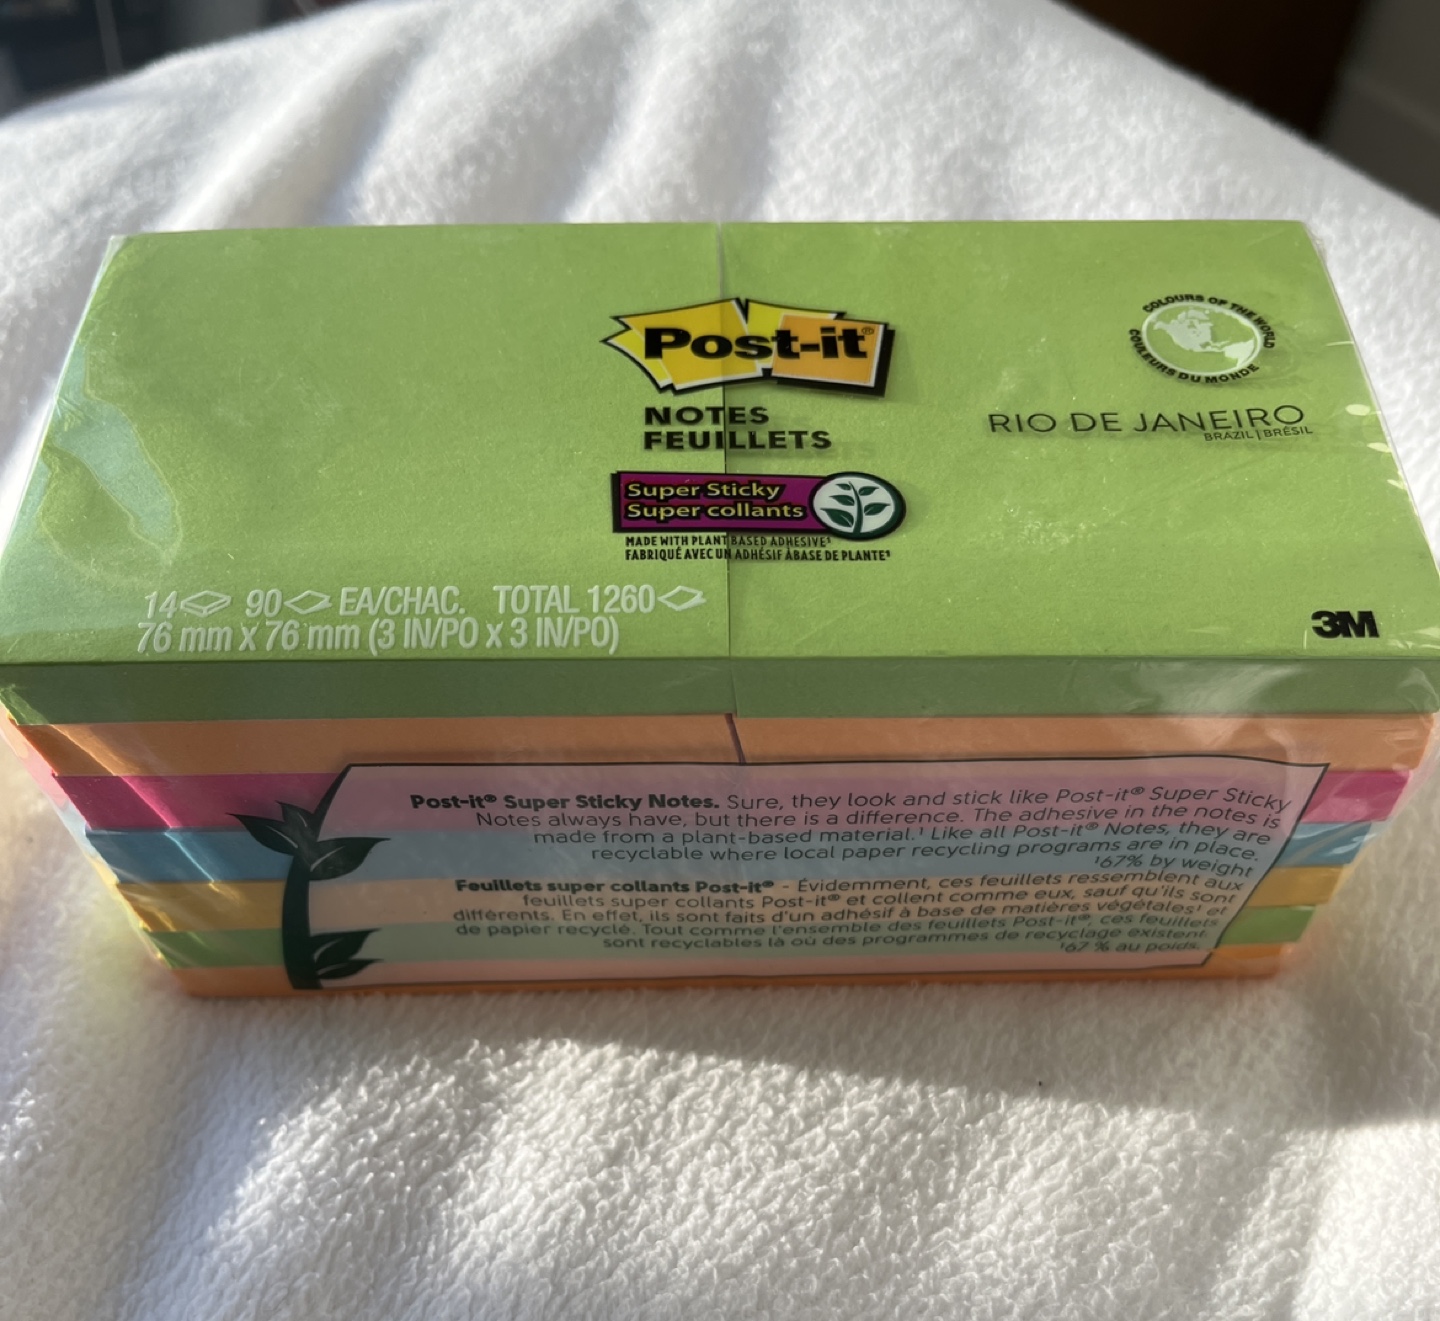 Post-it®
NOTES
FEUILLETS
Super Sticky
Super collants
MADE WITH PLANT BASED ADHESIVE¹
FABRIQUÉ AVEC UN ADHÉSIF À BASE DE PLANTE¹
COLOURS OF THE WORLD
COULEURS DU MONDE
RIO DE JANEIRO
BRAZIL | BRÉSIL
14 90 EA/CHAC. TOTAL 1260
76 mm x 76 mm (3 IN/PO x 3 IN/PO)
3M
Post-it® Super Sticky Notes. Sure, they look and stick like Post-it® Super Sticky
Notes always have, but there is a difference. The adhesive in the notes is
made from a plant-based material.¹ Like all Post-it® Notes, they are
recyclable where local paper recycling programs are in place.
¹67% by weight
Feuillets super collants Post-it® - Évidemment, ces feuillets ressemblent aux
feuillets super collants Post-it® et collent comme eux, sauf qu'ils sont
différents. En effet, ils sont faits d'un adhésif à base de matières végétales¹ et
de papier recyclé. Tout comme l'ensemble des feuillets Post-it®, ces feuillets
sont recyclables là où des programmes de recyclage existent.
¹67 % au poids.